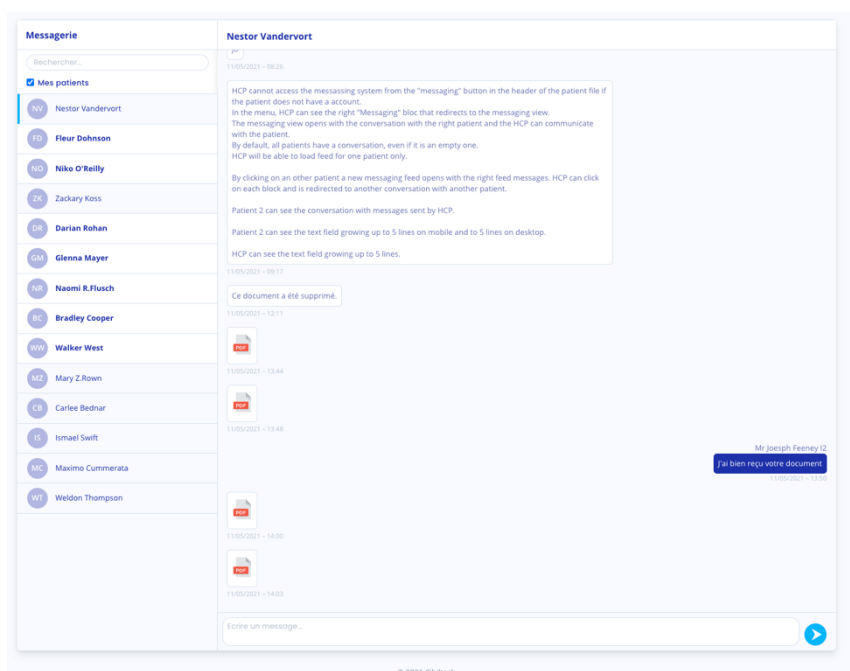 Messagerie
Rechercher...
Mes patients
NV Nestor Vandervort
FD Fleur Dohnson
NO Niko O'Reilly
ZK Zackary Koss
DR Darian Rohan
GM Glenna Mayer
NR Naomi R.Flusch
BC Bradley Cooper
WW Walker West
MZ Mary Z.Rown
CB Carlee Bednar
IS Ismael Swift
MC Maximo Cummerata
WT Weldon Thompson
Nestor Vandervort
11/05/2021 – 08:26
HCP cannot access the messassing system from the "messaging" button in the header of the patient file if
the patient does not have a account.
In the menu, HCP can see the right "Messaging" bloc that redirects to the messaging view.
The messaging view opens with the conversation with the right patient and the HCP can communicate
with the patient.
By default, all patients have a conversation, even if it is an empty one.
HCP will be able to load feed for one patient only.
By clicking on an other patient a new messaging feed opens with the right feed messages. HCP can click
on each block and is redirected to another conversation with another patient.
Patient 2 can see the conversation with messages sent by HCP.
Patient 2 can see the text field growing up to 5 lines on mobile and to 5 lines on desktop.
HCP can see the text field growing up to 5 lines.
11/05/2021 – 09:17
Ce document a été supprimé.
11/05/2021 – 12:11
PDF
11/05/2021 – 13:44
PDF
11/05/2021 – 13:46
Mr Joesph Feeney I2
J'ai bien reçu votre document
11/05/2021 – 13:50
PDF
11/05/2021 – 14:00
PDF
11/05/2021 – 14:03
Ecrire un message...